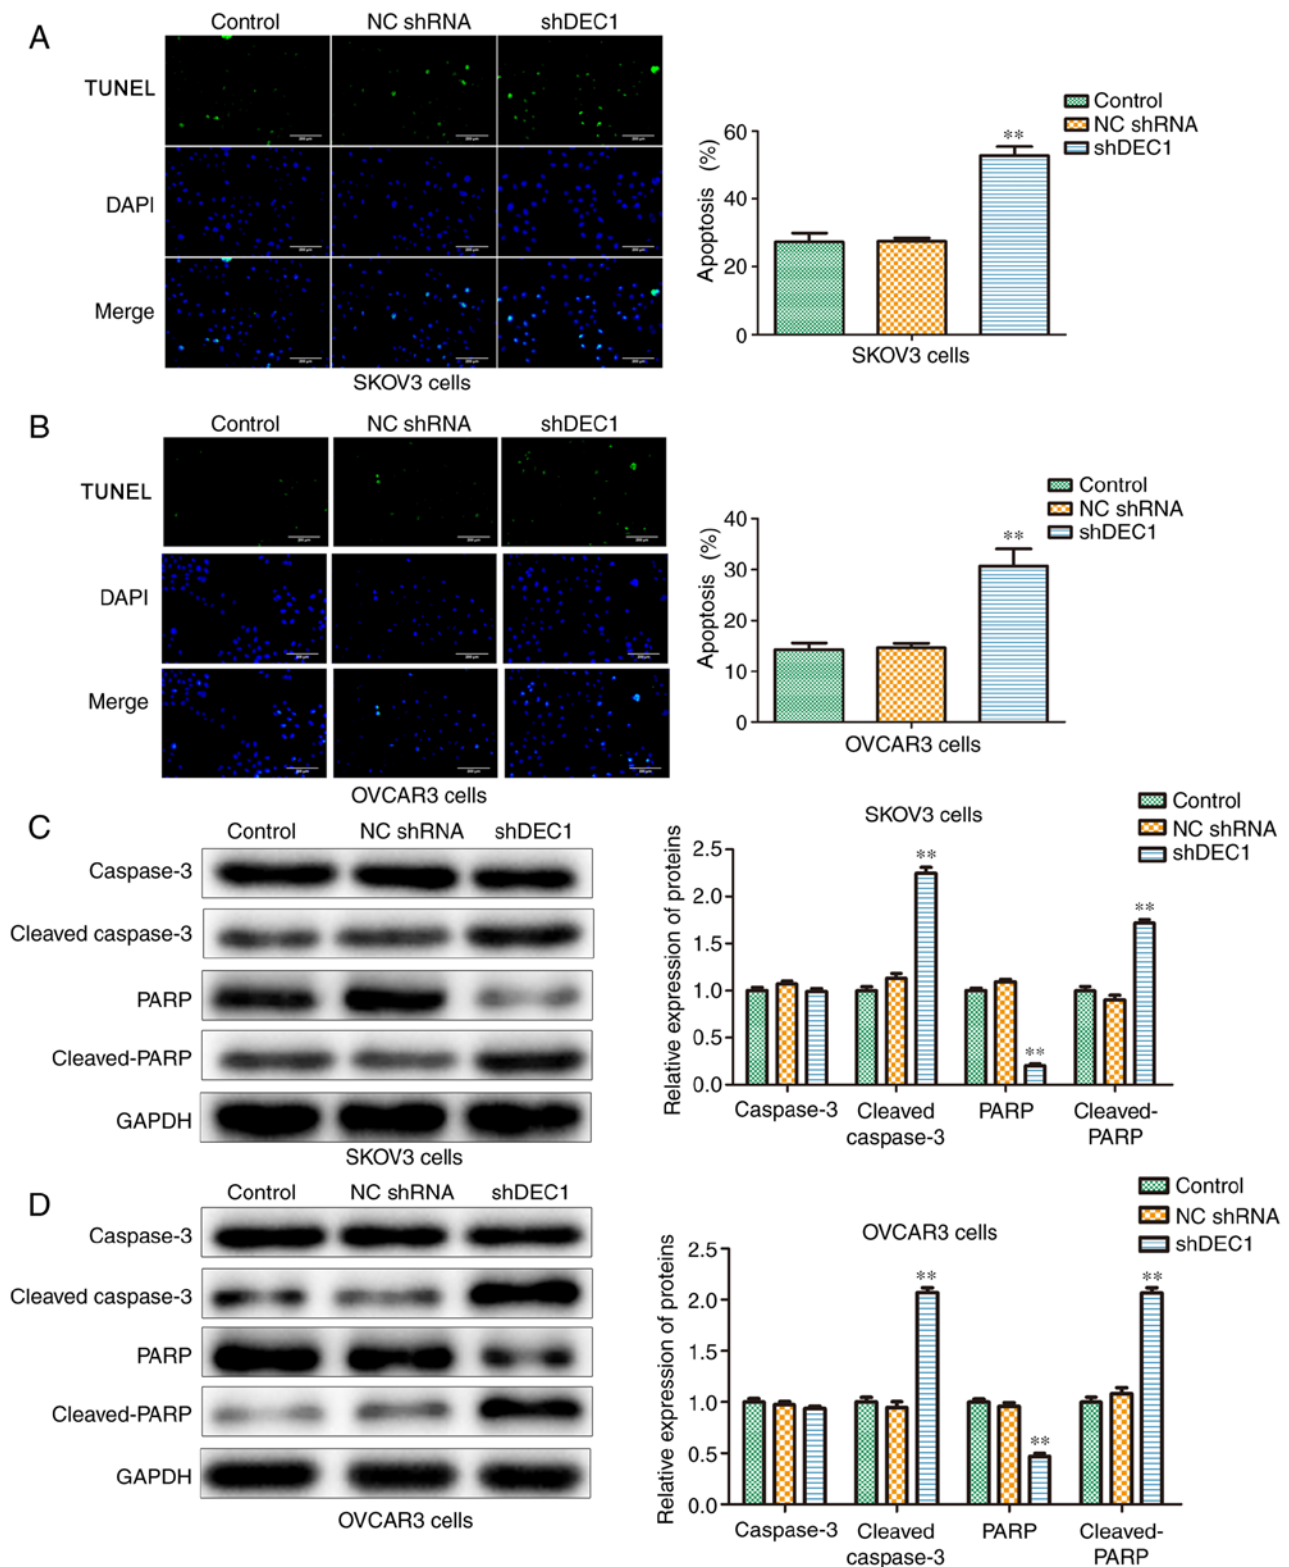 A
Control NC shRNA shDEC1
TUNEL
DAPI
Merge
SKOV3 cells
Control
NC shRNA
shDEC1
Apoptosis (%)
60
40
20
0
**
SKOV3 cells
B
Control NC shRNA shDEC1
TUNEL
DAPI
Merge
OVCAR3 cells
Control
NC shRNA
shDEC1
Apoptosis (%)
40
30
20
10
0
**
OVCAR3 cells
C
Control NC shRNA shDEC1
Caspase-3
Cleaved caspase-3
PARP
Cleaved-PARP
GAPDH
SKOV3 cells
SKOV3 cells
Control
NC shRNA
shDEC1
Relative expression of proteins
2.5
2.0
1.5
1.0
0.5
0.0
**
**
**
Caspase-3 Cleaved PARP Cleaved-
caspase-3 PARP
D
Control NC shRNA shDEC1
Caspase-3
Cleaved caspase-3
PARP
Cleaved-PARP
GAPDH
OVCAR3 cells
OVCAR3 cells
Control
NC shRNA
shDEC1
Relative expression of proteins
2.5
2.0
1.5
1.0
0.5
0.0
**
**
**
Caspase-3 Cleaved PARP Cleaved-
caspase-3 PARP